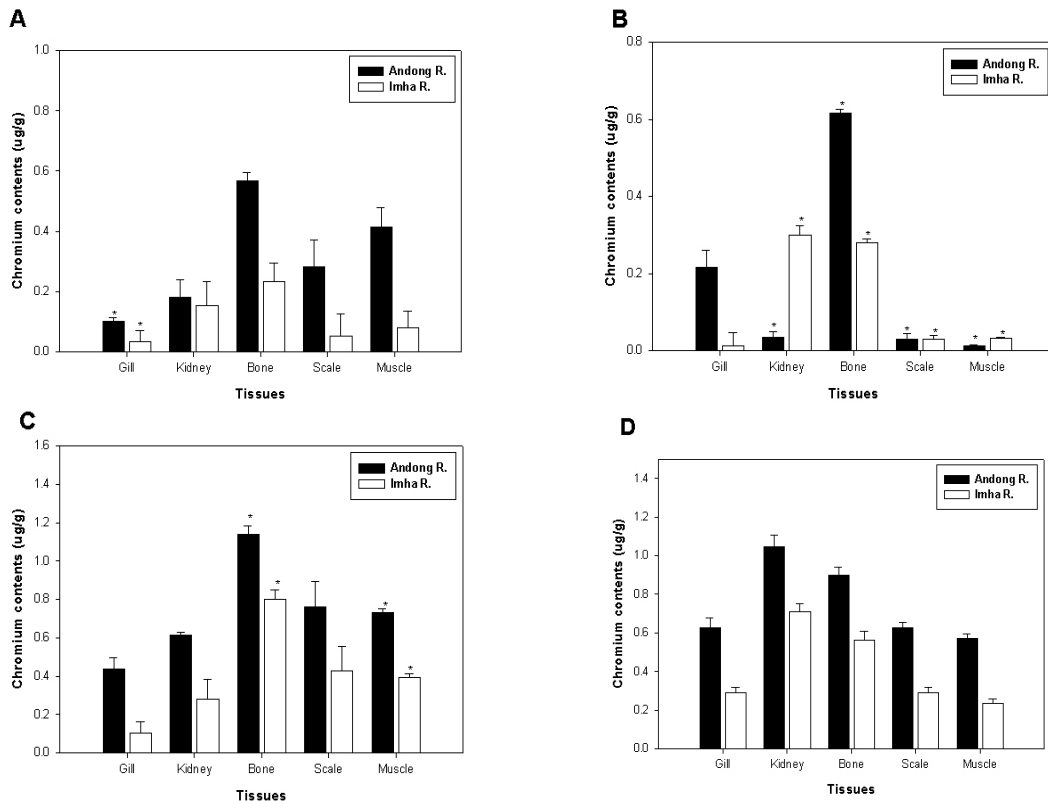 A
Chromium contents (ug/g)
1.0
0.8
0.6
0.4
0.2
0.0
Andong R.
Imha R.
*
*
Gill Kidney Bone Scale Muscle
Tissues
B
Chromium contents (ug/g)
0.8
0.6
0.4
0.2
0.0
Andong R.
Imha R.
*
*
*
*
*
*
*
*
Gill Kidney Bone Scale Muscle
Tissues
C
Chromium contents (ug/g)
1.6
1.4
1.2
1.0
0.8
0.6
0.4
0.2
0.0
Andong R.
Imha R.
*
*
*
*
Gill Kidney Bone Scale Muscle
Tissues
D
Chromium contents (ug/g)
1.4
1.2
1.0
0.8
0.6
0.4
0.2
0.0
Andong R.
Imha R.
Gill Kidney Bone Scale Muscle
Tissues